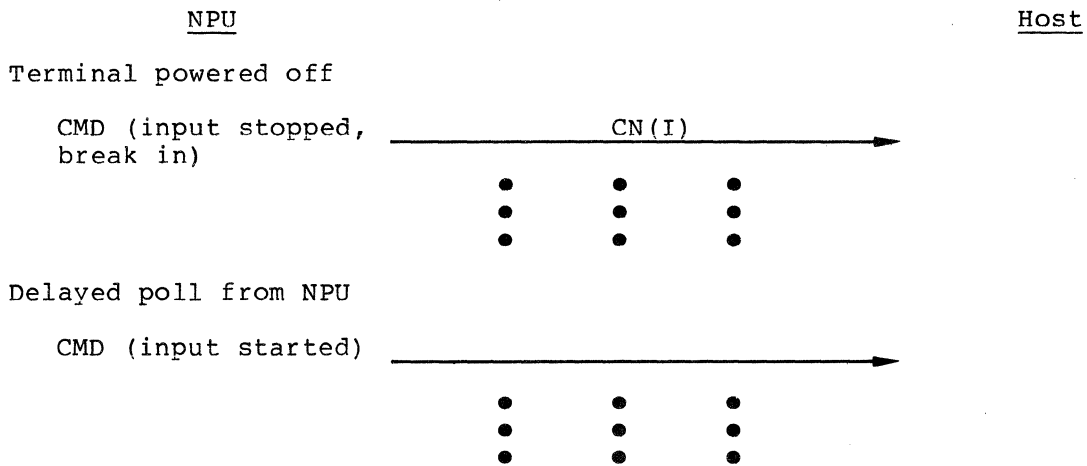 NPU Host
Terminal powered off
CMD (input stopped, CN(I)
break in)
Delayed poll from NPU
CMD (input started)